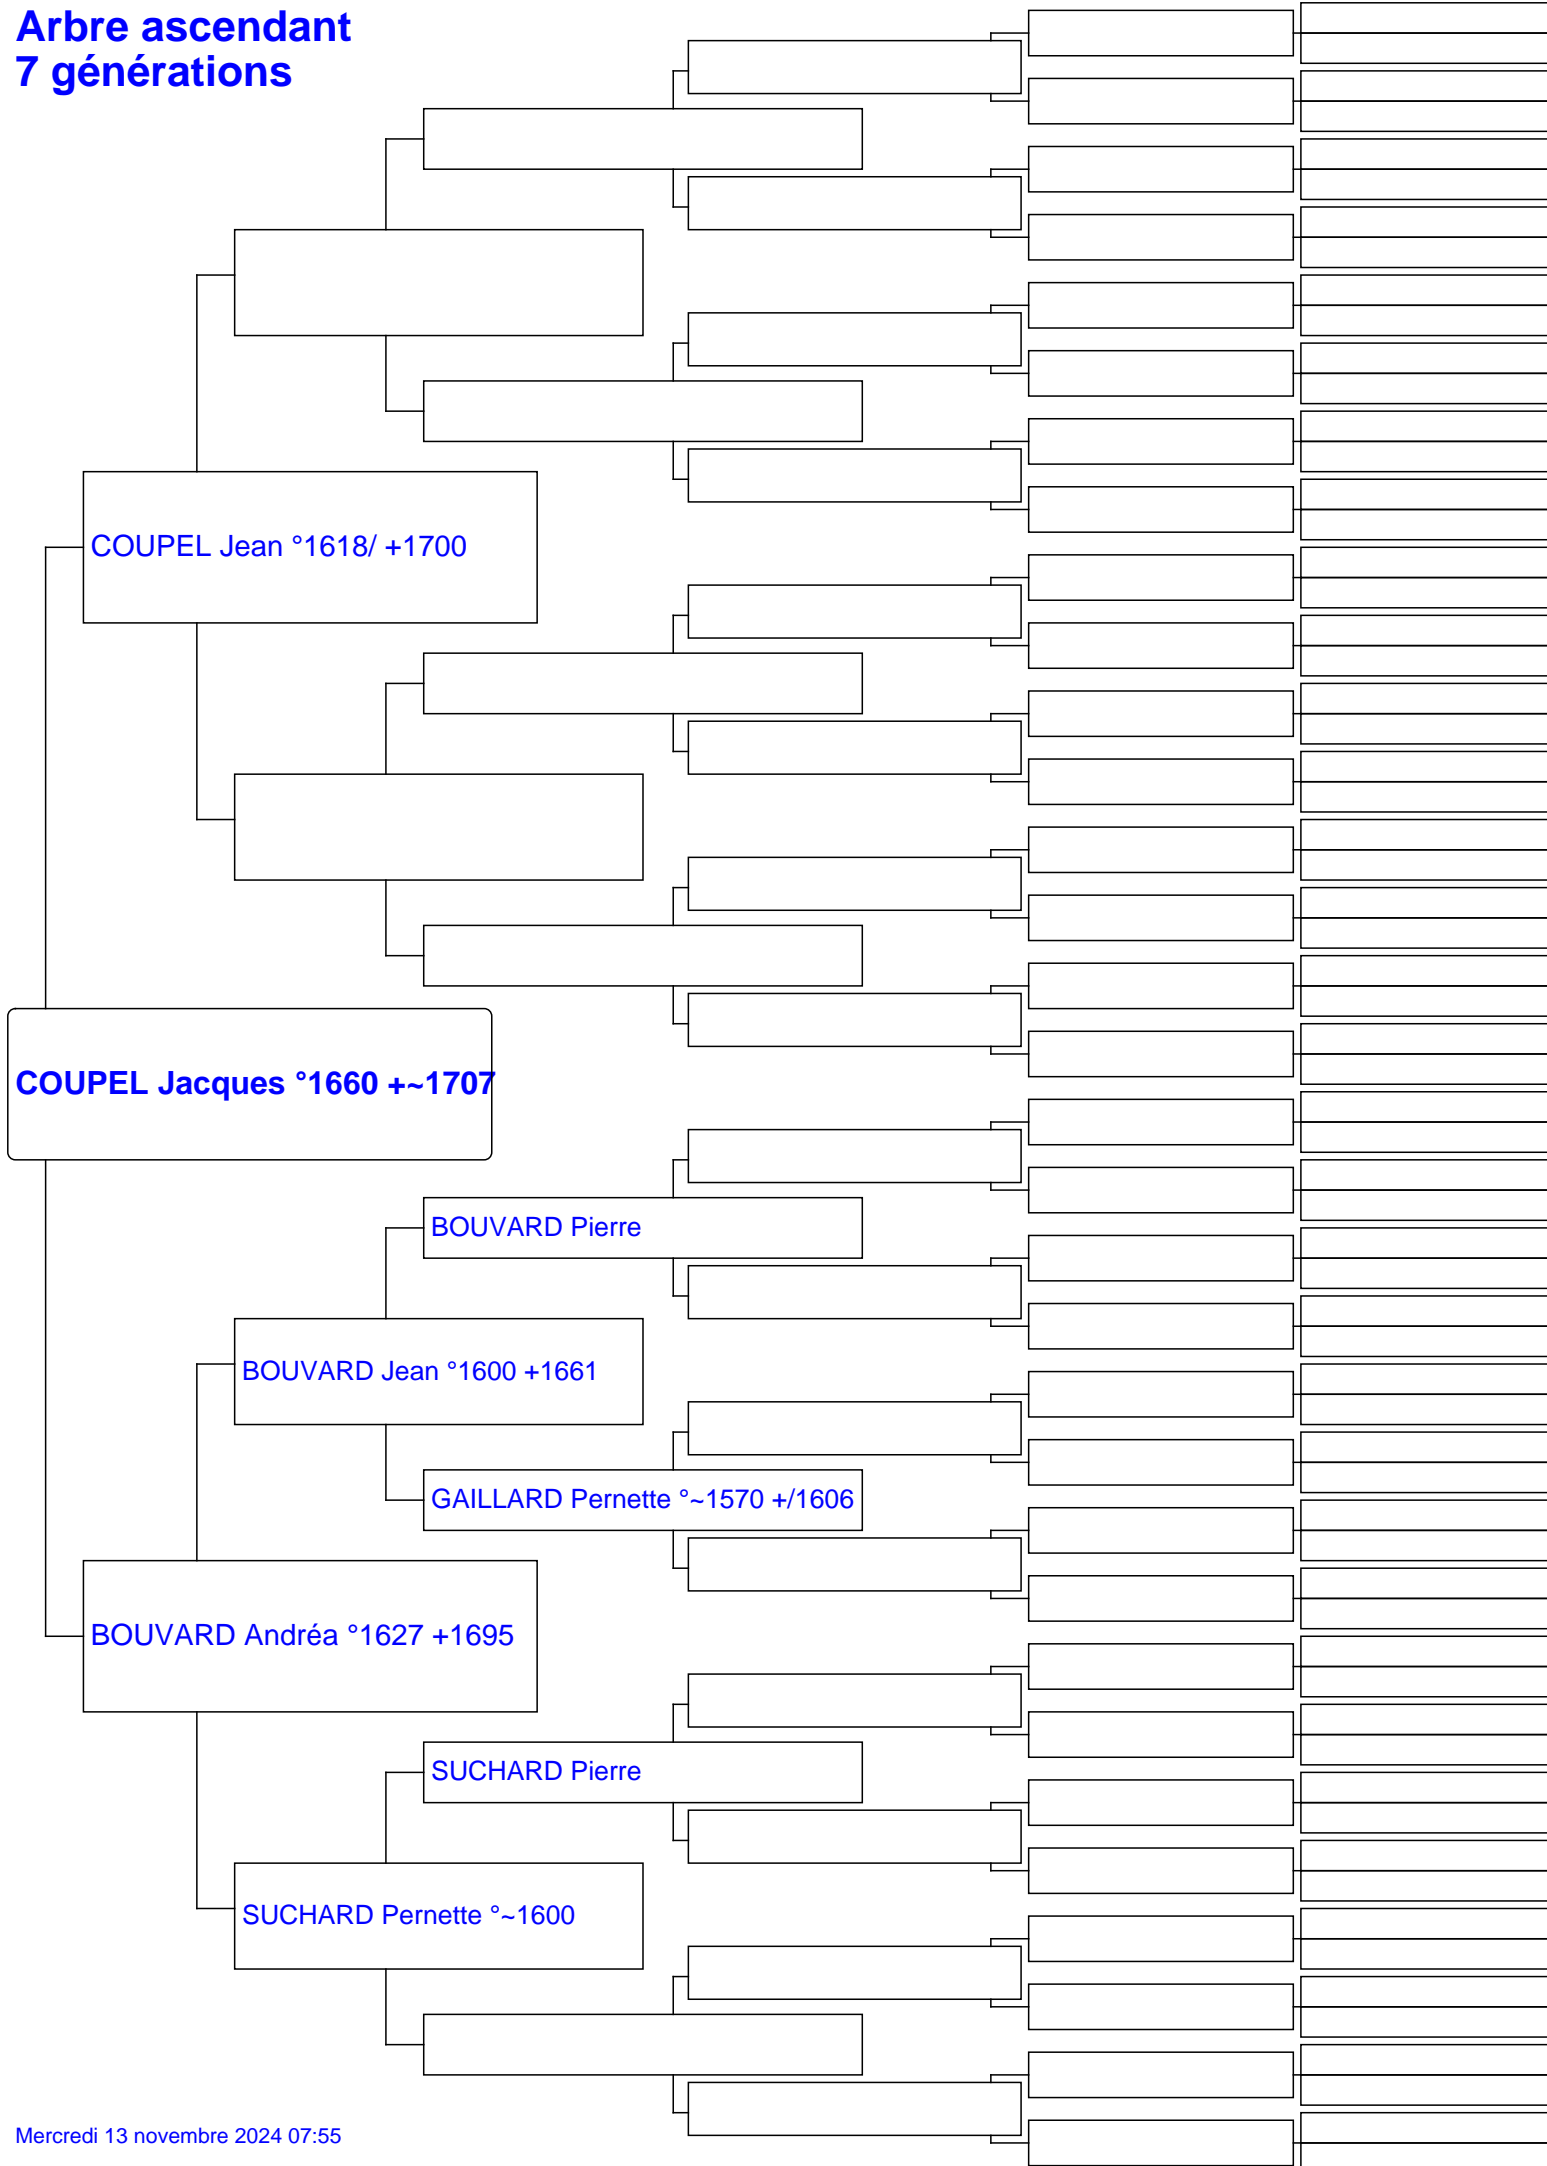 Arbre ascendant
7 générations
COUPEL Jean °1618/ +1700
COUPEL Jacques °1660 +~1707
BOUVARD Pierre
BOUVARD Jean °1600 +1661
GAILLARD Pernette °~1570 +/1606
BOUVARD Andréa °1627 +1695
SUCHARD Pierre
SUCHARD Pernette °~1600
Mercredi 13 novembre 2024 07:55